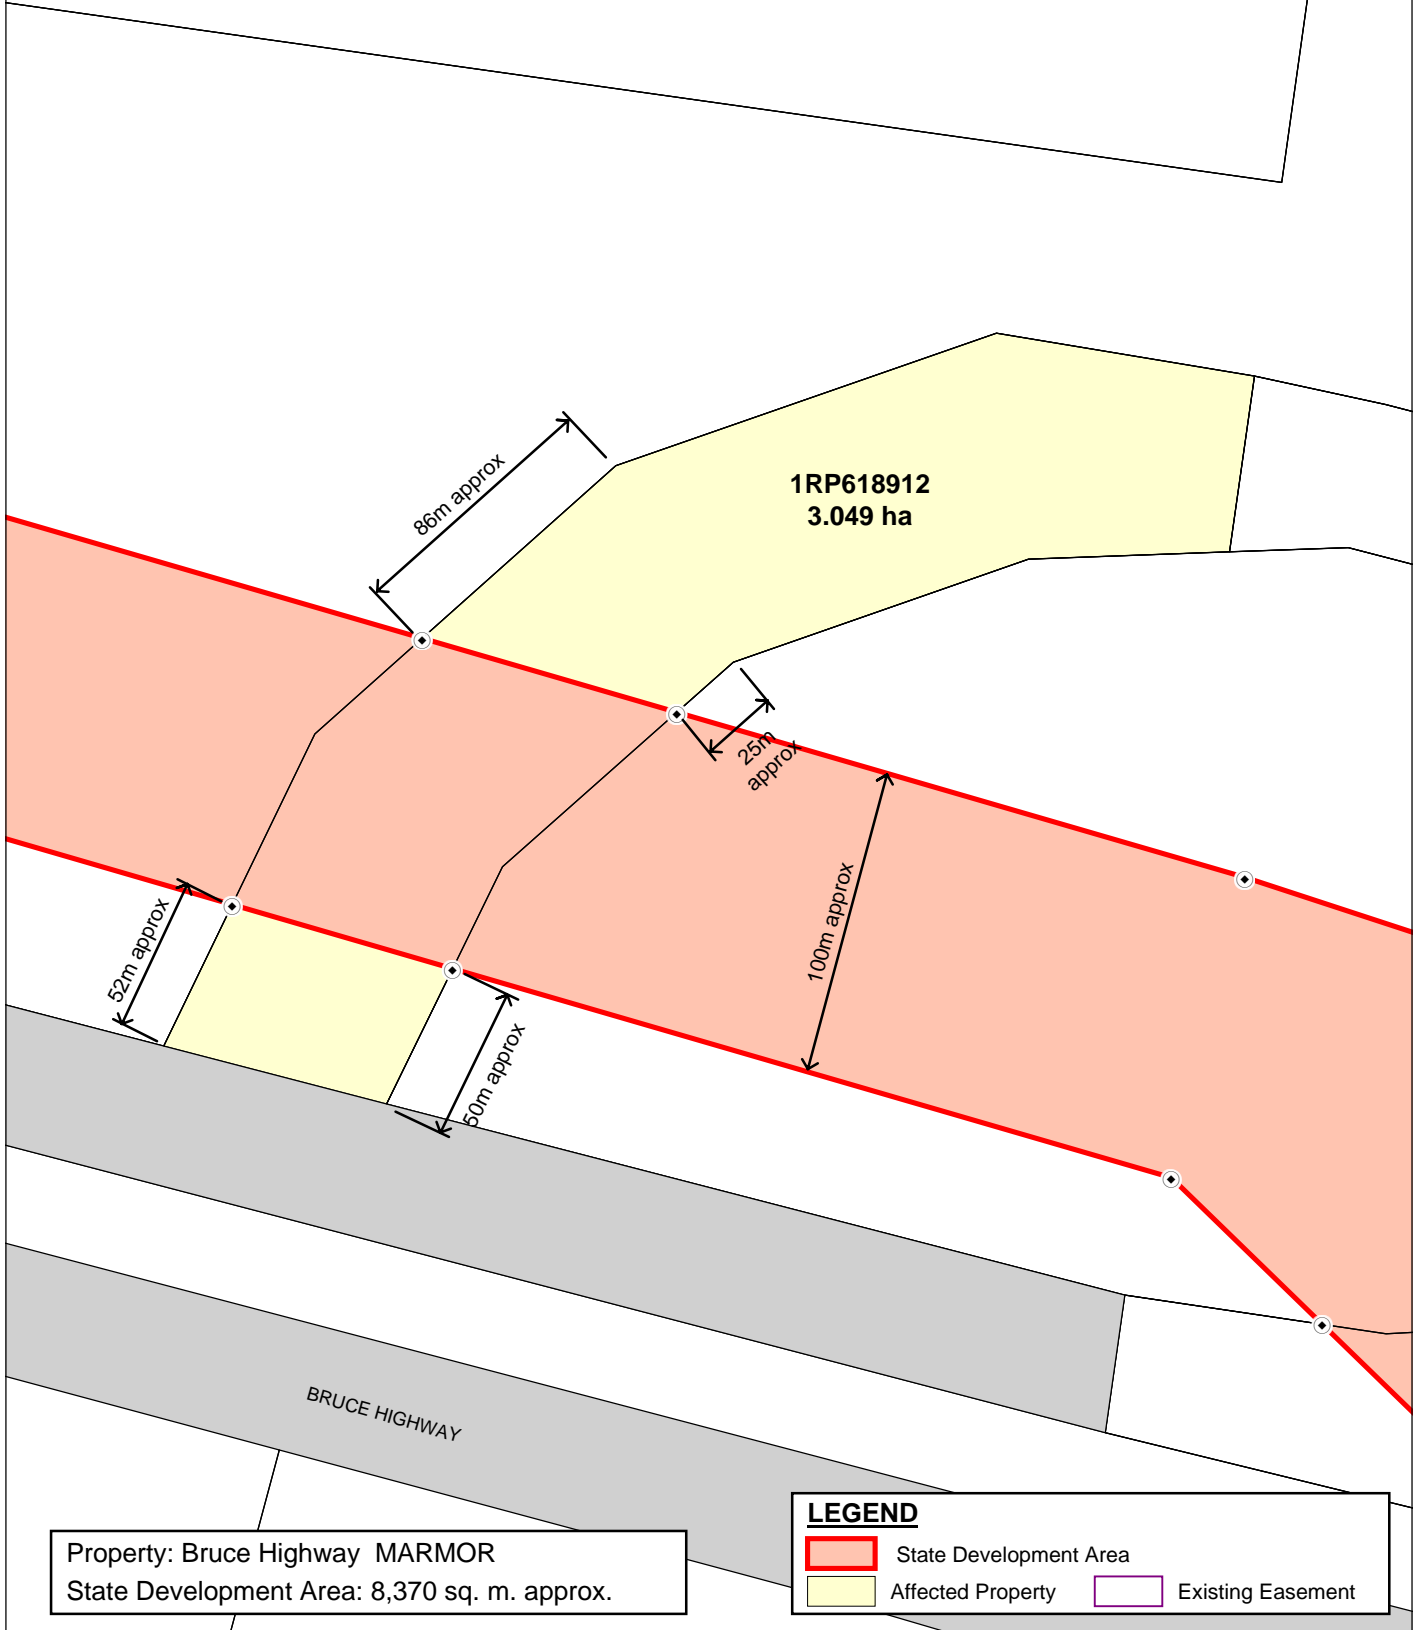 86m approx
1RP618912
3.049 ha
25m
approx
100m approx
52m approx
50m approx
BRUCE HIGHWAY
Property: Bruce Highway MARMOR
State Development Area: 8,370 sq. m. approx.
LEGEND
State Development Area
Affected Property
Existing Easement